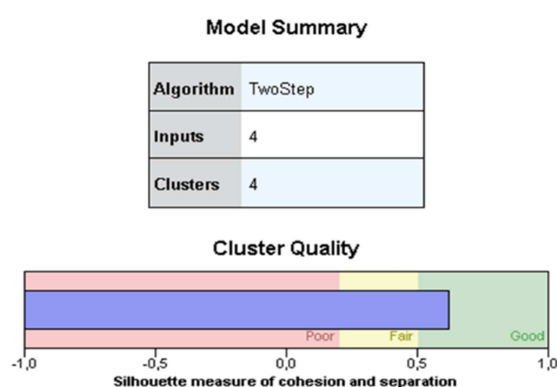 Model Summary
Algorithm TwoStep
Inputs 4
Clusters 4
Cluster Quality
Poor Fair Good
-1,0 -0,5 0,0 0,5 1,0
Silhouette measure of cohesion and separation